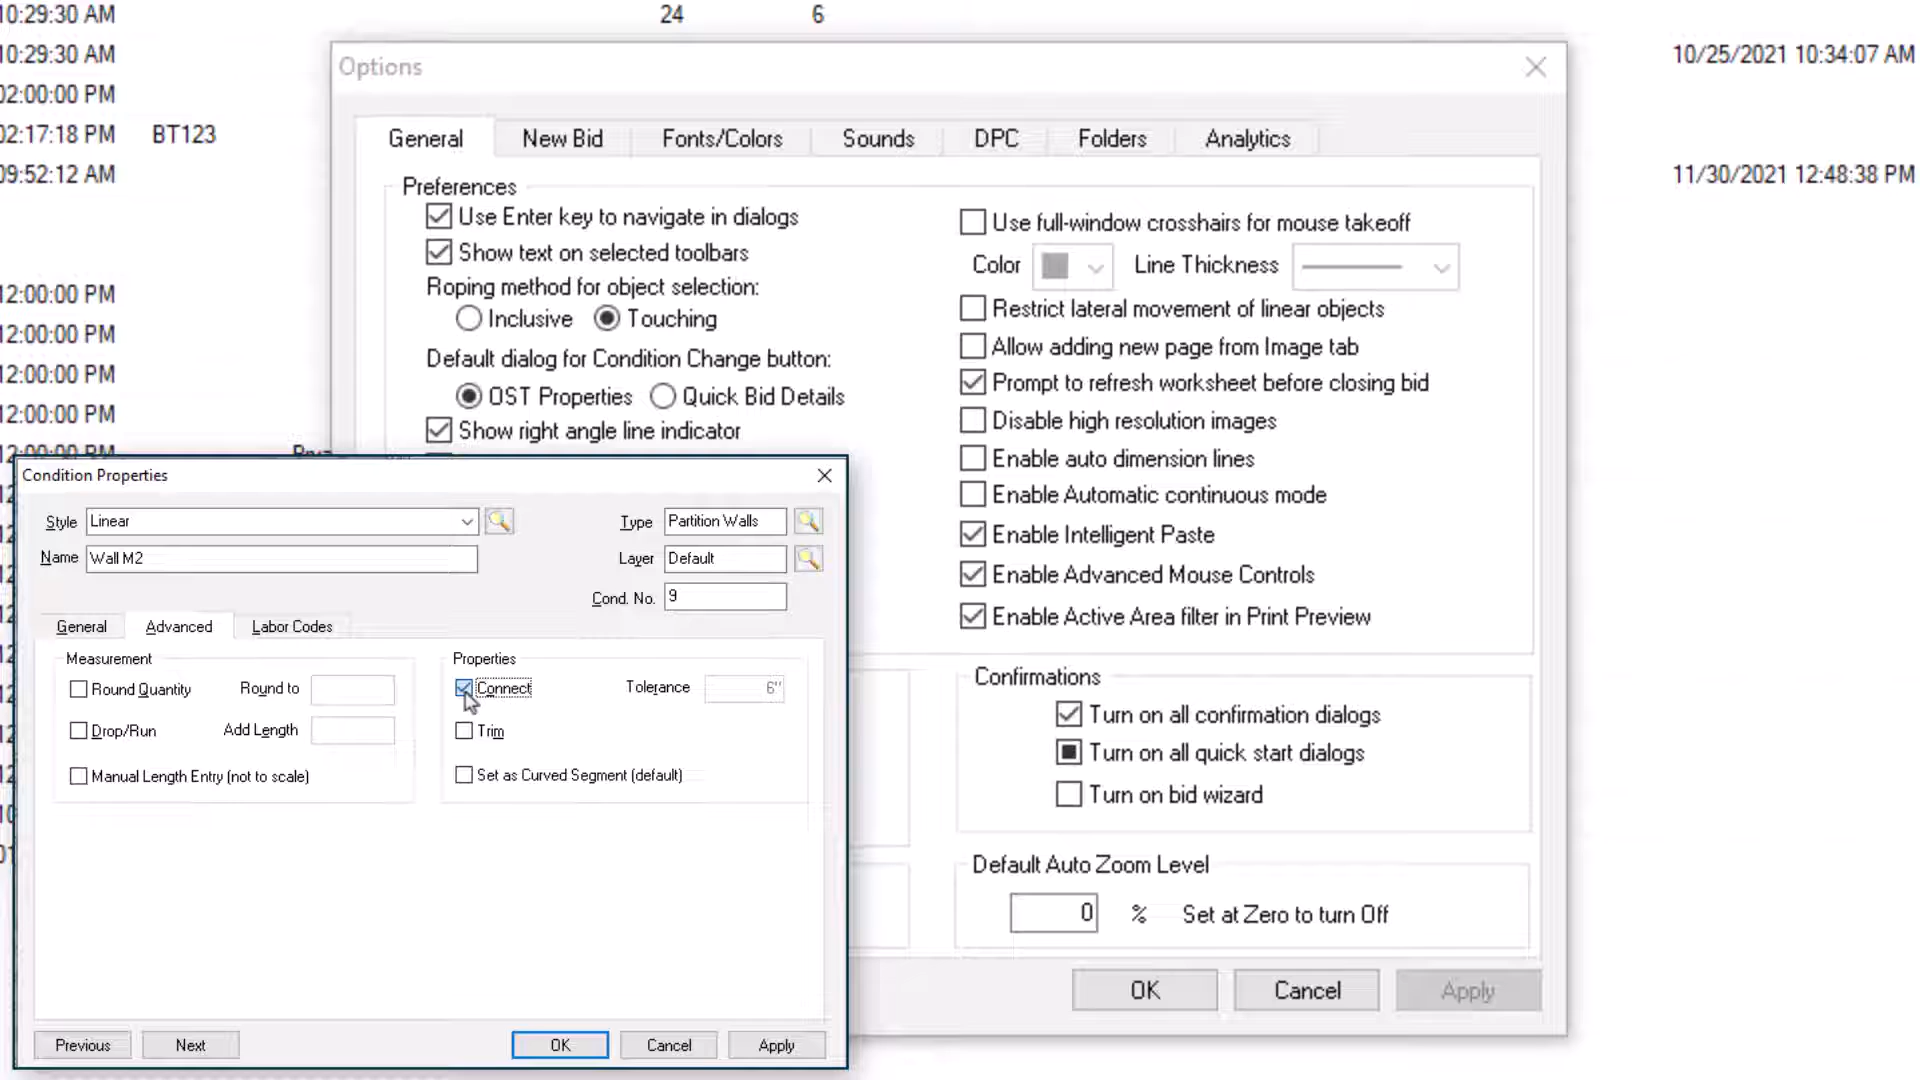 10:29:30 AM 24 6
10:29:30 AM 10/25/2021 10:34:07 AM
02:00:00 PM
02:17:18 PM BT123
09:52:12 AM 11/30/2021 12:48:38 PM
12:00:00 PM
12:00:00 PM
12:00:00 PM
12:00:00 PM
12:00:00 PM
Options
General New Bid Fonts/Colors Sounds DPC Folders Analytics
Preferences
Use Enter key to navigate in dialogs
Show text on selected toolbars
Roping method for object selection:
Inclusive Touching
Default dialog for Condition Change button:
OST Properties Quick Bid Details
Show right angle line indicator
Use full-window crosshairs for mouse takeoff
Color Line Thickness
Restrict lateral movement of linear objects
Allow adding new page from Image tab
Prompt to refresh worksheet before closing bid
Disable high resolution images
Enable auto dimension lines
Enable Automatic continuous mode
Enable Intelligent Paste
Enable Advanced Mouse Controls
Enable Active Area filter in Print Preview
Confirmations
Turn on all confirmation dialogs
Turn on all quick start dialogs
Turn on bid wizard
Default Auto Zoom Level
0 % Set at Zero to turn Off
OK Cancel Apply
Condition Properties
Style Linear Type Partition Walls
Name Wall M2 Layer Default
Cond. No. 9
General Advanced Labor Codes
Measurement
Round Quantity Round to
Drop/Run Add Length
Manual Length Entry (not to scale)
Properties
Connect Tolerance 6"
Trim
Set as Curved Segment (default)
Previous Next OK Cancel Apply